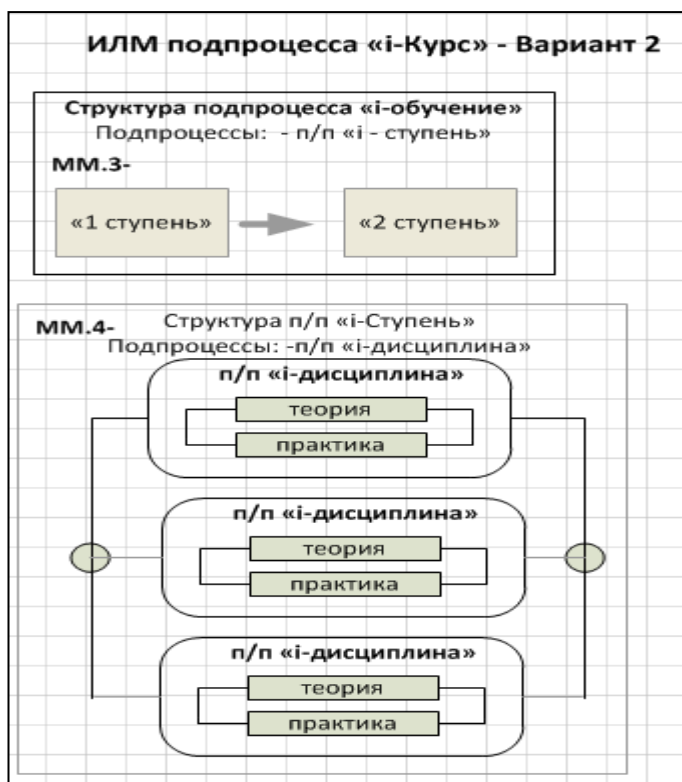 ИЛМ подпроцесса «i-Курс» - Вариант 2
Структура подпроцесса «i-обучение»
Подпроцессы: - п/п «i - ступень»
ММ.3-
«1 ступень»
«2 ступень»
ММ.4-
Структура п/п «i-Ступень»
Подпроцессы: -п/п «i-дисциплина»
п/п «i-дисциплина»
теория
практика
п/п «i-дисциплина»
теория
практика
п/п «i-дисциплина»
теория
практика